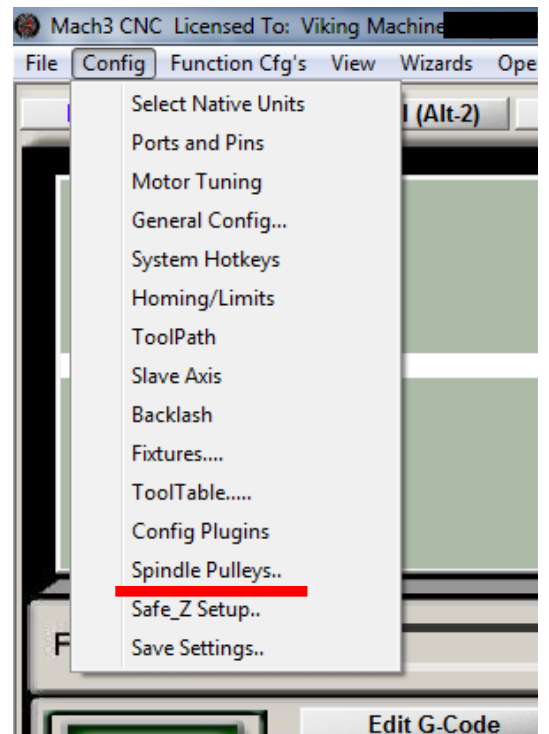 Mach3 CNC Licensed To: Viking Machine
File Config Function Cfg's View Wizards Ope
Select Native Units
l (Alt-2)
Ports and Pins
Motor Tuning
General Config...
System Hotkeys
Homing/Limits
ToolPath
Slave Axis
Backlash
Fixtures....
ToolTable.....
Config Plugins
Spindle Pulleys..
Safe_Z Setup..
F
Save Settings..
Edit G-Code